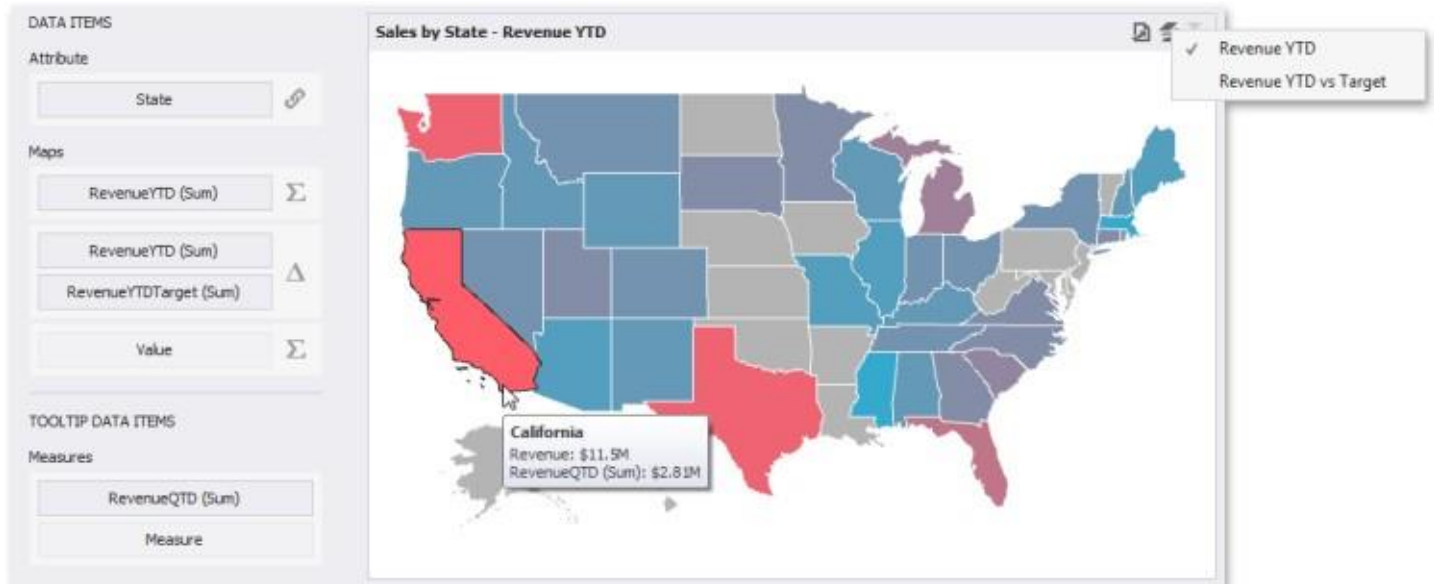 DATA ITEMS
Attribute
State
Maps
RevenueYTD (Sum)
Σ
RevenueYTD (Sum)
RevenueYTDTarget (Sum)
Δ
Value
Σ
TOOLTIP DATA ITEMS
Measures
RevenueQTD (Sum)
Measure
Sales by State - Revenue YTD
✓ Revenue YTD
Revenue YTD vs Target
California
Revenue: $11.5M
RevenueQTD (Sum): $2.81M